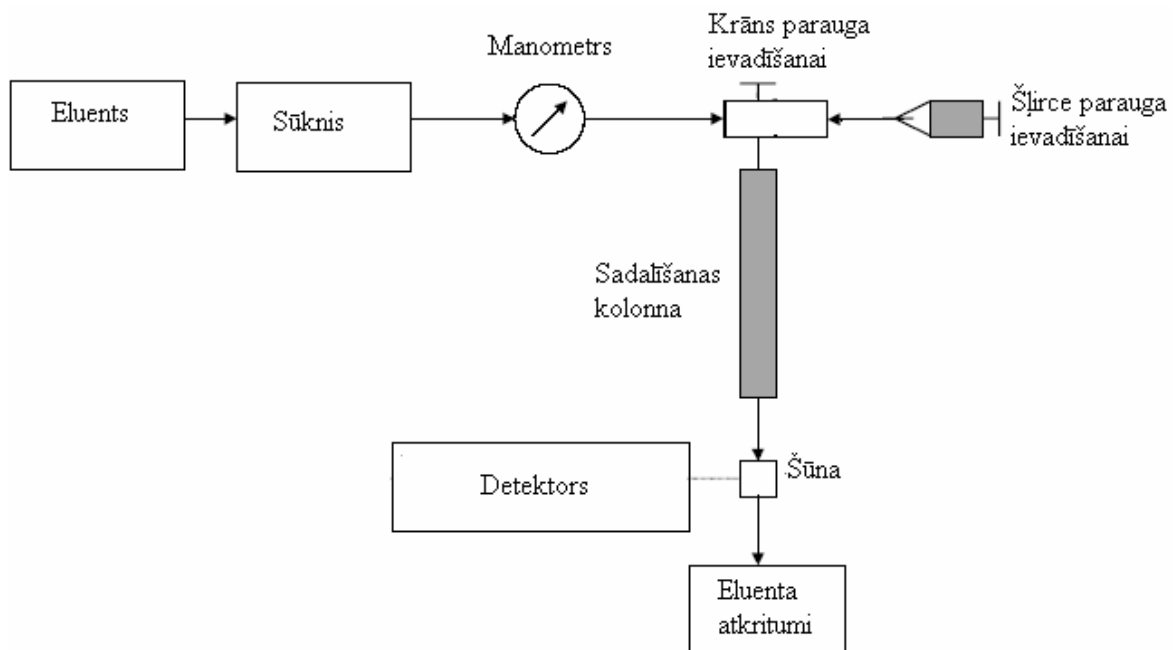 Krāns parauga
ievadīšanai
Manometrs
Eluents
Sūknis
Šļirce parauga
ievadīšanai
Sadalīšanas
kolonna
Detektors
Šūna
Eluenta
atkritumi